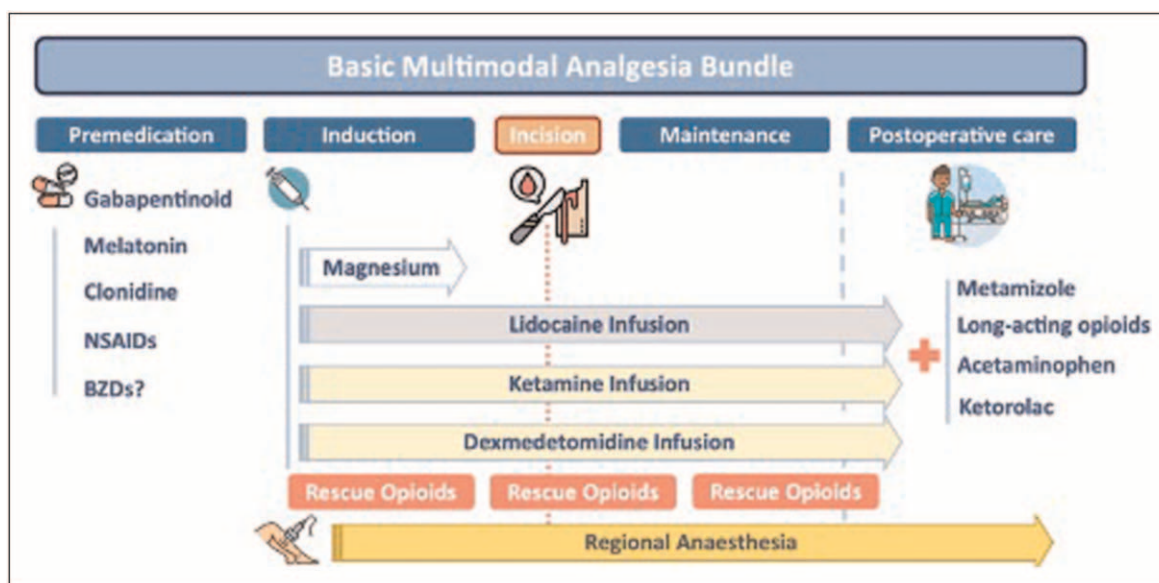 Basic Multimodal Analgesia Bundle
Premedication
Induction
Incision
Maintenance
Postoperative care
Gabapentinoid
Melatonin
Clonidine
NSAIDs
BZDs?
Magnesium
Lidocaine Infusion
Ketamine Infusion
Dexmedetomidine Infusion
Rescue Opioids
Rescue Opioids
Rescue Opioids
Regional Anaesthesia
Metamizole
Long-acting opioids
Acetaminophen
Ketorolac